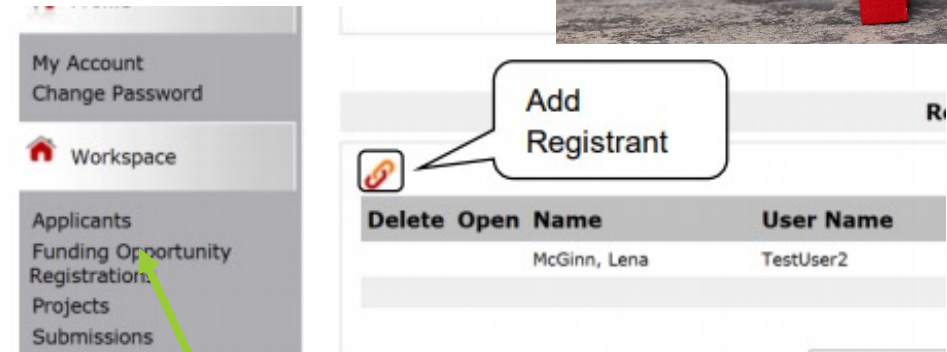 My Account
Change Password
Workspace
Applicants
Funding Opportunity
Registrations
Projects
Submissions
Add
Registrant
Delete Open Name User Name
McGinn, Lena TestUser2